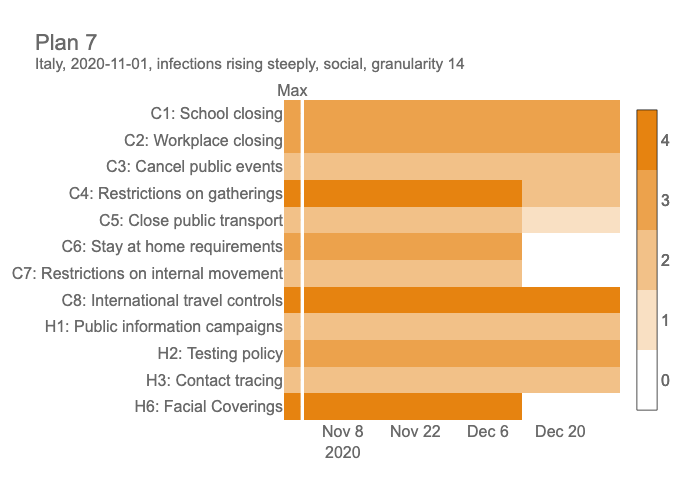 Plan 7
Italy, 2020-11-01, infections rising steeply, social, granularity 14
Max
C1: School closing
C2: Workplace closing
C3: Cancel public events
C4: Restrictions on gatherings
C5: Close public transport
C6: Stay at home requirements
C7: Restrictions on internal movement
C8: International travel controls
H1: Public information campaigns
H2: Testing policy
H3: Contact tracing
H6: Facial Coverings
Nov 8 Nov 22 Dec 6 Dec 20
2020
4
3
2
1
0